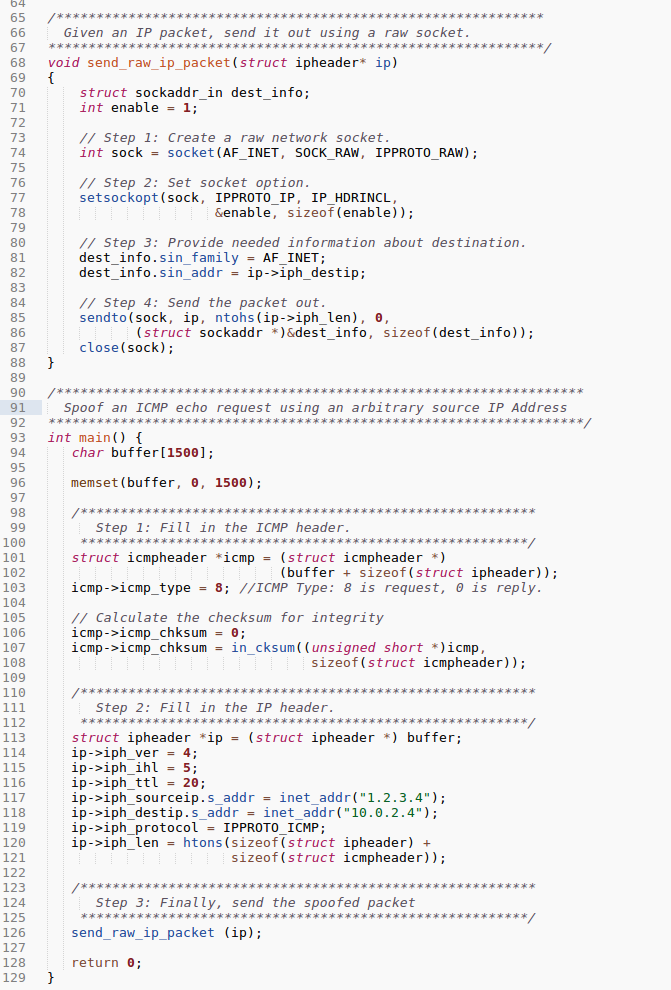 64
65 /*************************************************************
66   Given an IP packet, send it out using a raw socket.
67 **************************************************************/
68 void send_raw_ip_packet(struct ipheader* ip)
69 {
70     struct sockaddr_in dest_info;
71     int enable = 1;
72
73     // Step 1: Create a raw network socket.
74     int sock = socket(AF_INET, SOCK_RAW, IPPROTO_RAW);
75
76     // Step 2: Set socket option.
77     setsockopt(sock, IPPROTO_IP, IP_HDRINCL,
78                      &enable, sizeof(enable));
79
80     // Step 3: Provide needed information about destination.
81     dest_info.sin_family = AF_INET;
82     dest_info.sin_addr = ip->iph_destip;
83
84     // Step 4: Send the packet out.
85     sendto(sock, ip, ntohs(ip->iph_len), 0,
86            (struct sockaddr *)&dest_info, sizeof(dest_info));
87     close(sock);
88 }
89
90 /******************************************************************
91   Spoof an ICMP echo request using an arbitrary source IP Address
92 *******************************************************************/
93 int main() {
94    char buffer[1500];
95
96    memset(buffer, 0, 1500);
97
98    /*********************************************************
99       Step 1: Fill in the ICMP header.
100     ********************************************************/
101    struct icmpheader *icmp = (struct icmpheader *)
102                              (buffer + sizeof(struct ipheader));
103    icmp->icmp_type = 8; //ICMP Type: 8 is request, 0 is reply.
104
105    // Calculate the checksum for integrity
106    icmp->icmp_chksum = 0;
107    icmp->icmp_chksum = in_cksum((unsigned short *)icmp,
108                                  sizeof(struct icmpheader));
109
110    /*********************************************************
111       Step 2: Fill in the IP header.
112     ********************************************************/
113    struct ipheader *ip = (struct ipheader *) buffer;
114    ip->iph_ver = 4;
115    ip->iph_ihl = 5;
116    ip->iph_ttl = 20;
117    ip->iph_sourceip.s_addr = inet_addr("1.2.3.4");
118    ip->iph_destip.s_addr = inet_addr("10.0.2.4");
119    ip->iph_protocol = IPPROTO_ICMP;
120    ip->iph_len = htons(sizeof(struct ipheader) +
121                        sizeof(struct icmpheader));
122
123    /*********************************************************
124       Step 3: Finally, send the spoofed packet
125     ********************************************************/
126    send_raw_ip_packet (ip);
127
128    return 0;
129 }